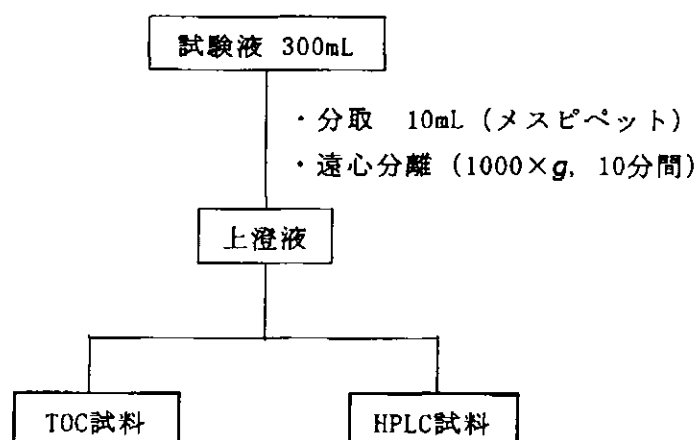 試験液 300mL
・分取 10mL (メスピペット)
・遠心分離 (1000×g, 10分間)
上澄液
TOC試料
HPLC試料